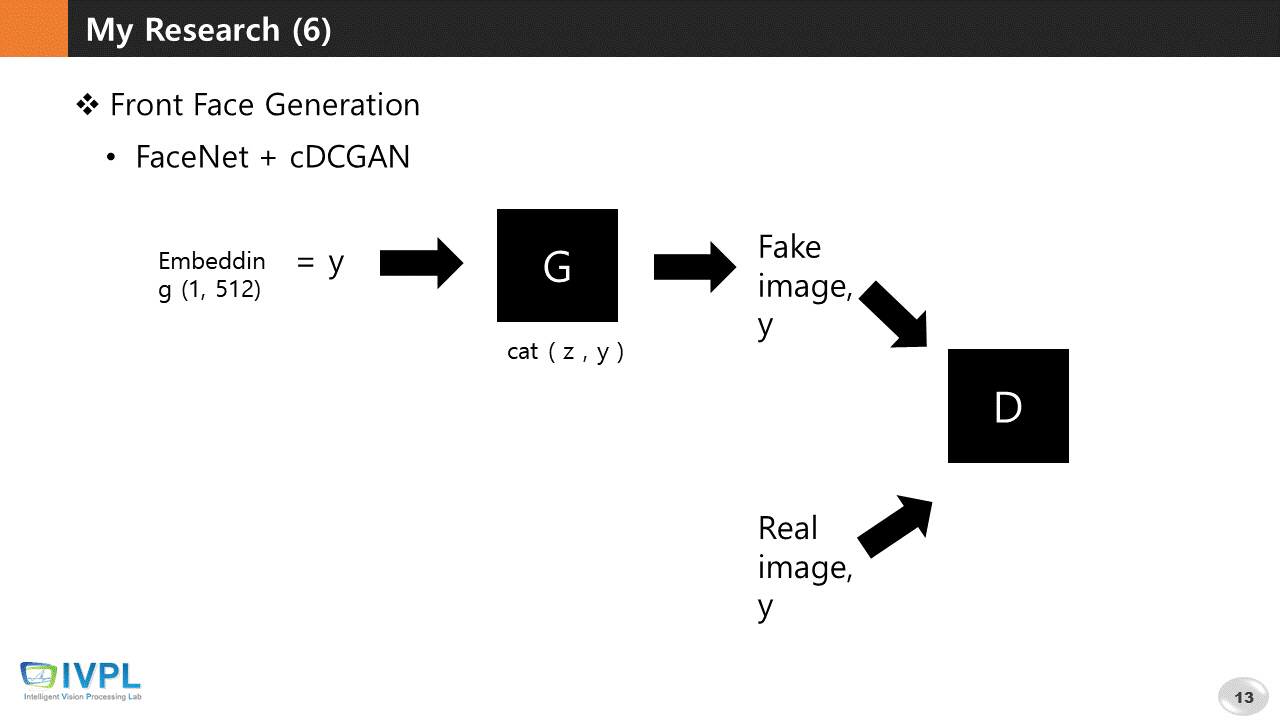 My Research (6)
❖ Front Face Generation
• FaceNet + cDCGAN
Embeddin
g (1, 512)
= y
G
cat ( z , y )
Fake
image,
y
D
Real
image,
y
IVPL
Intelligent Vision Processing Lab
13